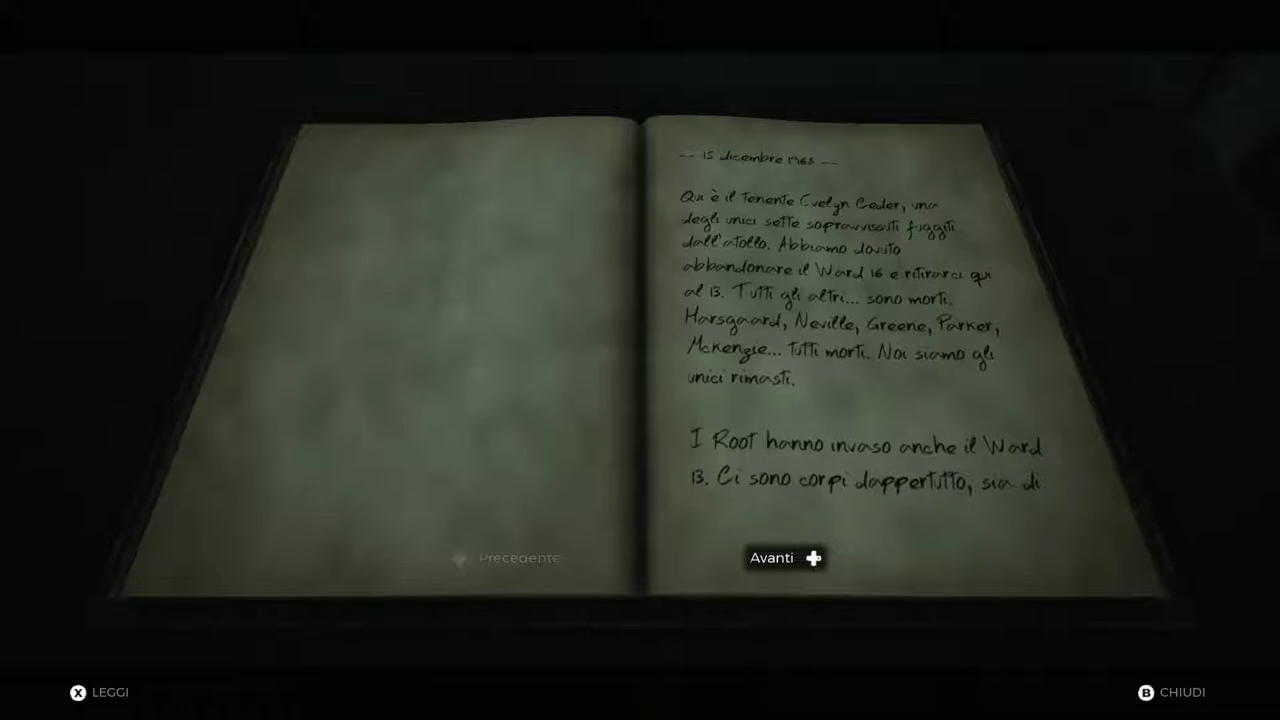 -- 15 dicembre 1968 --
Qui è il tenente Evelyn Ceder, una
degli unici sette sopravvissuti fuggiti
dall'atollo. Abbiamo dovuto
abbandonare il Ward 16 e ritirarci qui
al 13. Tutti gli altri... sono morti.
Harsgaard, Neville, Greene, Parker,
McKenzie... tutti morti. Noi siamo gli
unici rimasti.
I Root hanno invaso anche il Ward
13. Ci sono corpi dappertutto, sia di
Precedente
Avanti
X LEGGI
B CHIUDI